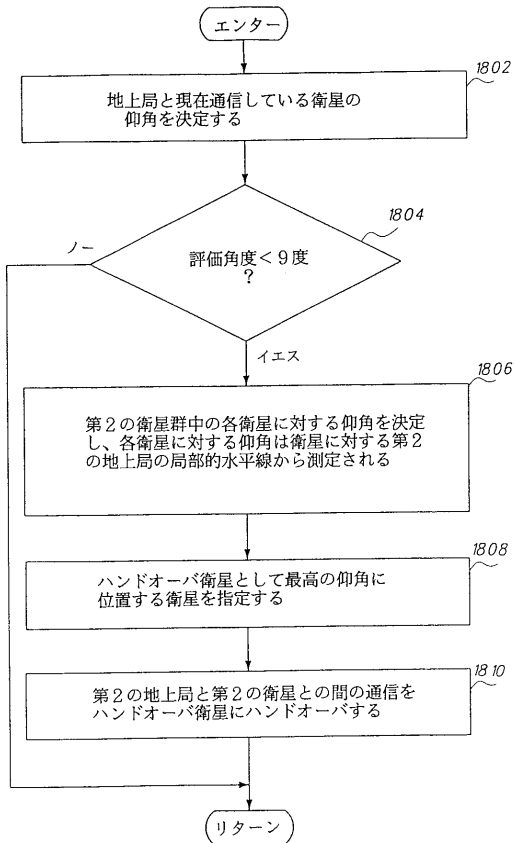 エンター
1802
地上局と現在通信している衛星の
仰角を決定する
1804
ノー
評価角度<9度
?
イエス
1806
第2の衛星群中の各衛星に対する仰角を決定
し、各衛星に対する仰角は衛星に対する第2
の地上局の局部的水平線から測定される
1808
ハンドオーバ衛星として最高の仰角に
位置する衛星を指定する
1810
第2の地上局と第2の衛星との間の通信を
ハンドオーバ衛星にハンドオーバする
リターン